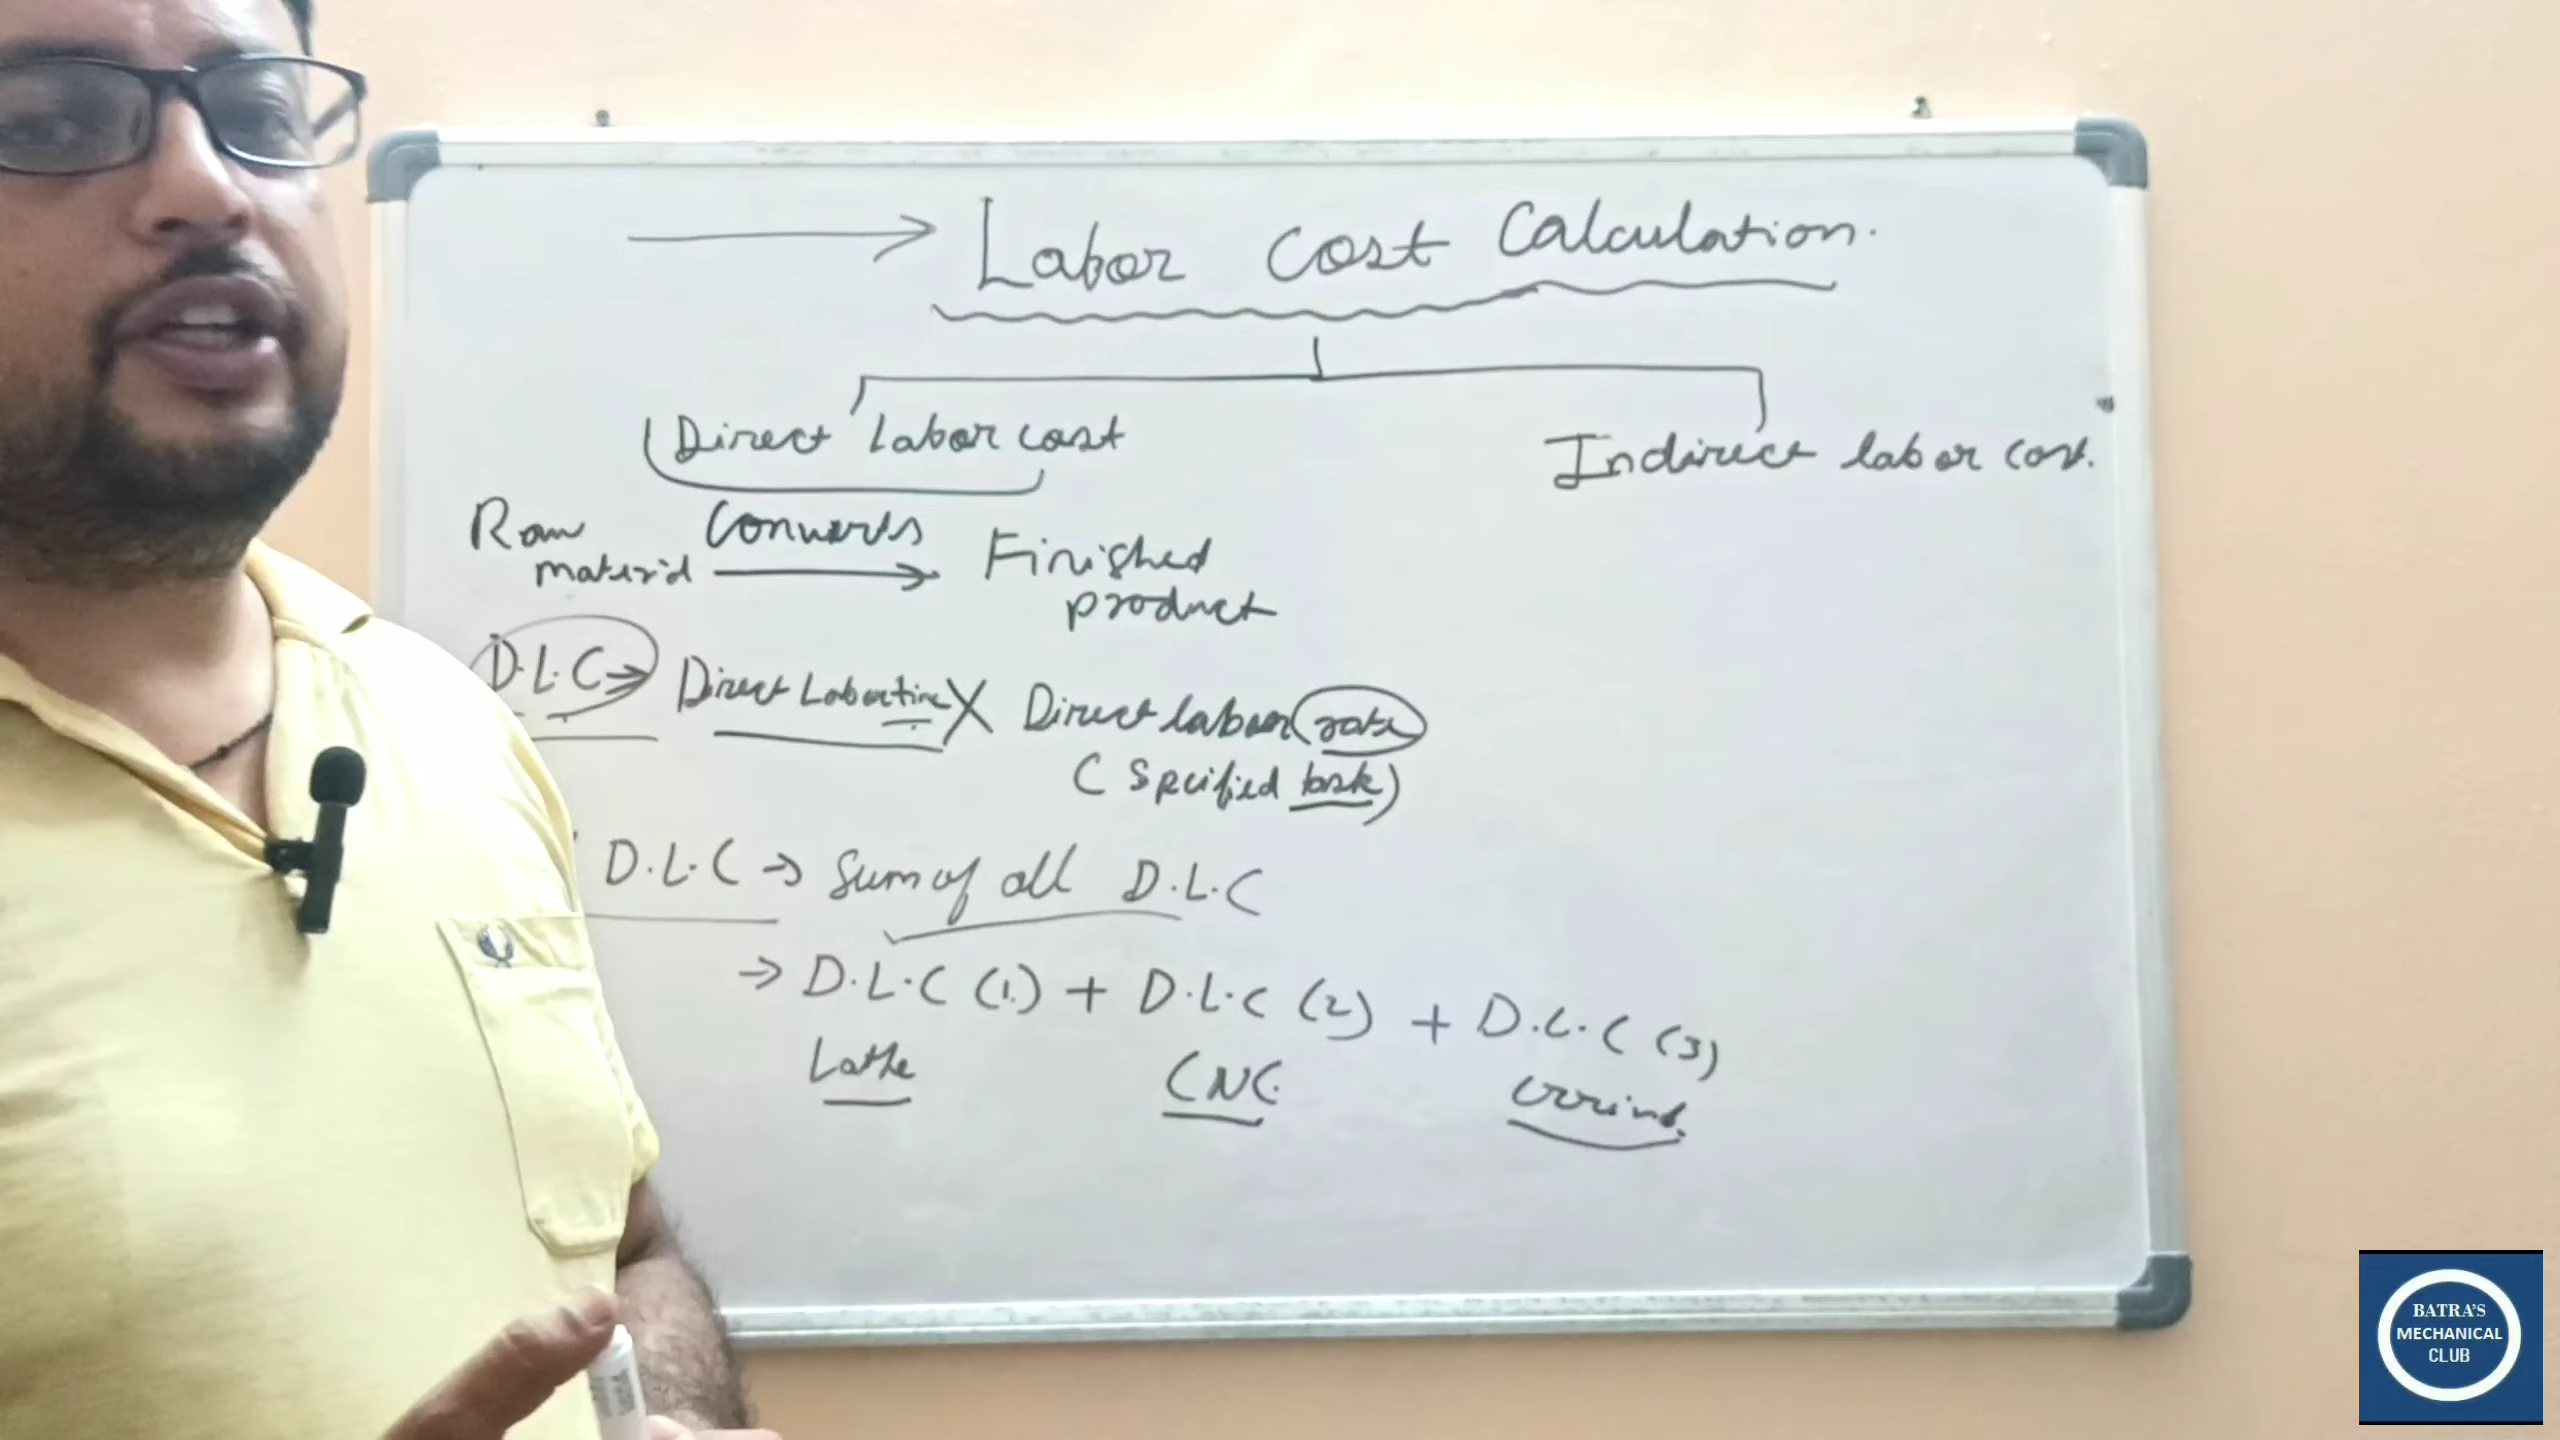 Labor Cost Calculation.
Direct Labor cost
Indirect labor cost.
Raw material Converts Finished product
D.L.C → Direct Labor time X Direct labour rate
(Specified task)
D.L.C → Sum of all D.L.C
→ D.L.C (1) + D.L.C (2) + D.L.C (3)
Lathe CNC
BATRA'S
MECHANICAL
CLUB